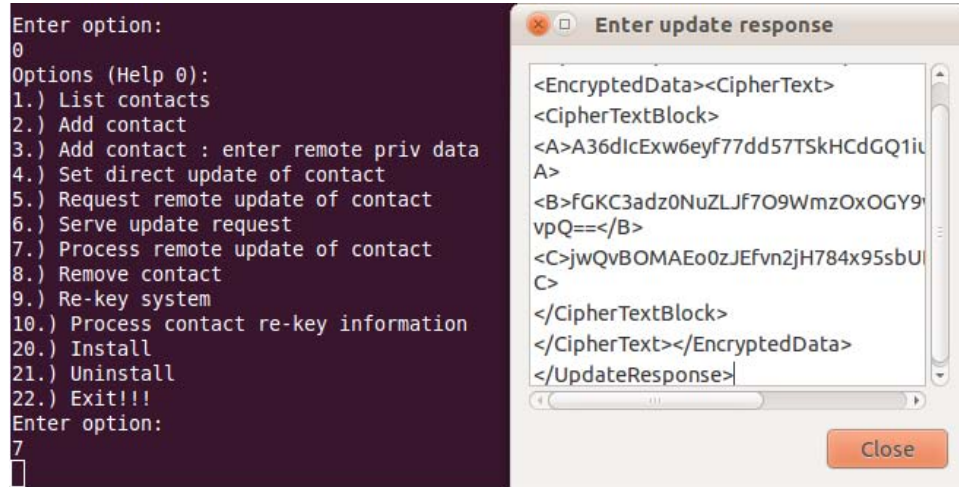 Enter option:
0
Options (Help 0):
1.) List contacts
2.) Add contact
3.) Add contact : enter remote priv data
4.) Set direct update of contact
5.) Request remote update of contact
6.) Serve update request
7.) Process remote update of contact
8.) Remove contact
9.) Re-key system
10.) Process contact re-key information
20.) Install
21.) Uninstall
22.) Exit!!!
Enter option:
7
Enter update response
<EncryptedData><CipherText>
<CipherTextBlock>
<A>A36dIcExw6eyf77dd57TSkHCdGQ1iu
A>
<B>fGKC3adz0NuZLJf7O9WmzOxOGY9
vpQ==</B>
<C>jwQvBOMAEo0zJEfvn2jH784x95sbU
C>
</CipherTextBlock>
</CipherText></EncryptedData>
</UpdateResponse>
Close